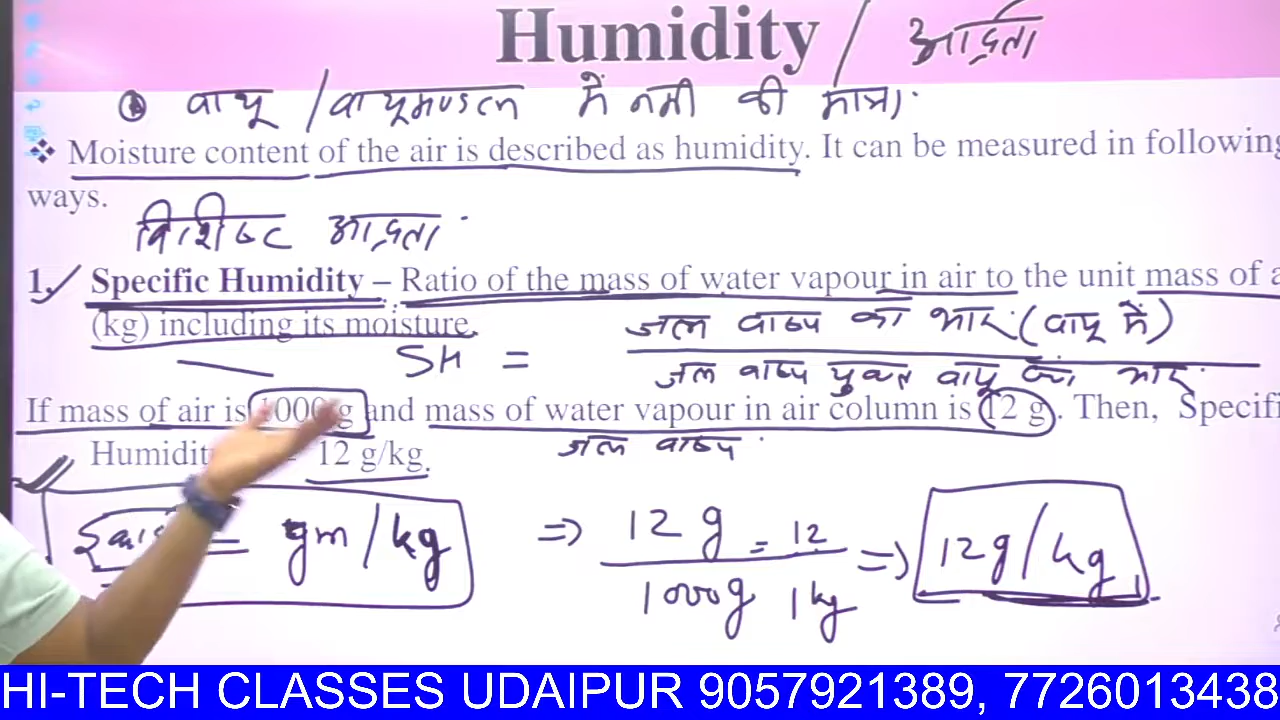 Humidity / आर्द्रता
वायु / वायुमण्डल में नमी की मात्रा.
❖ Moisture content of the air is described as humidity. It can be measured in following
ways.
विशिष्ट आर्द्रता
1. Specific Humidity – Ratio of the mass of water vapour in air to the unit mass of
(kg) including its moisture.
जल वाष्प का भार (वायु में)
SH =
जल वाष्प युक्त वायु का भार
If mass of air is 1000 g and mass of water vapour in air column is 12 g. Then,
12 g/kg.
जल वाष्प
= gm/kg
⇒ 12 g / 1000 g = 12 / 1 kg ⇒ 12 g/kg
HI-TECH CLASSES UDAIPUR 9057921389, 7726013438